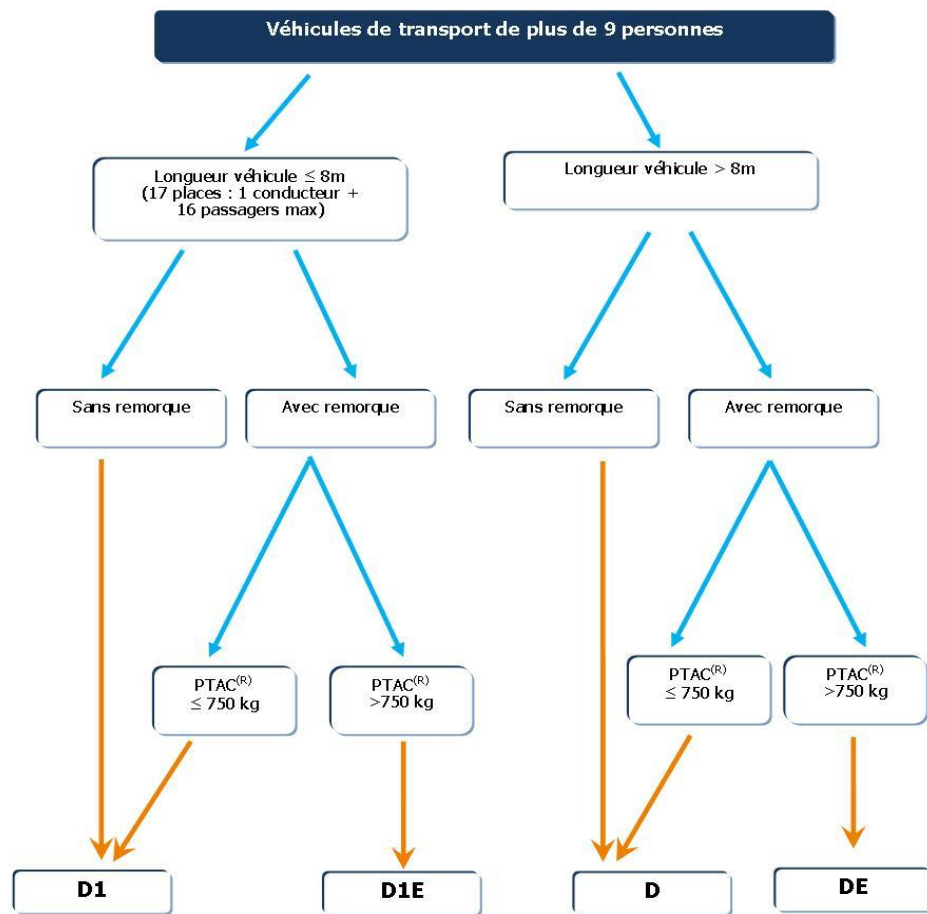 Véhicules de transport de plus de 9 personnes
Longueur véhicule ≤ 8m
(17 places : 1 conducteur +
16 passagers max)
Longueur véhicule > 8m
Sans remorque
Avec remorque
Sans remorque
Avec remorque
PTAC(R)
≤ 750 kg
PTAC(R)
>750 kg
PTAC(R)
≤ 750 kg
PTAC(R)
>750 kg
D1
D1E
D
DE